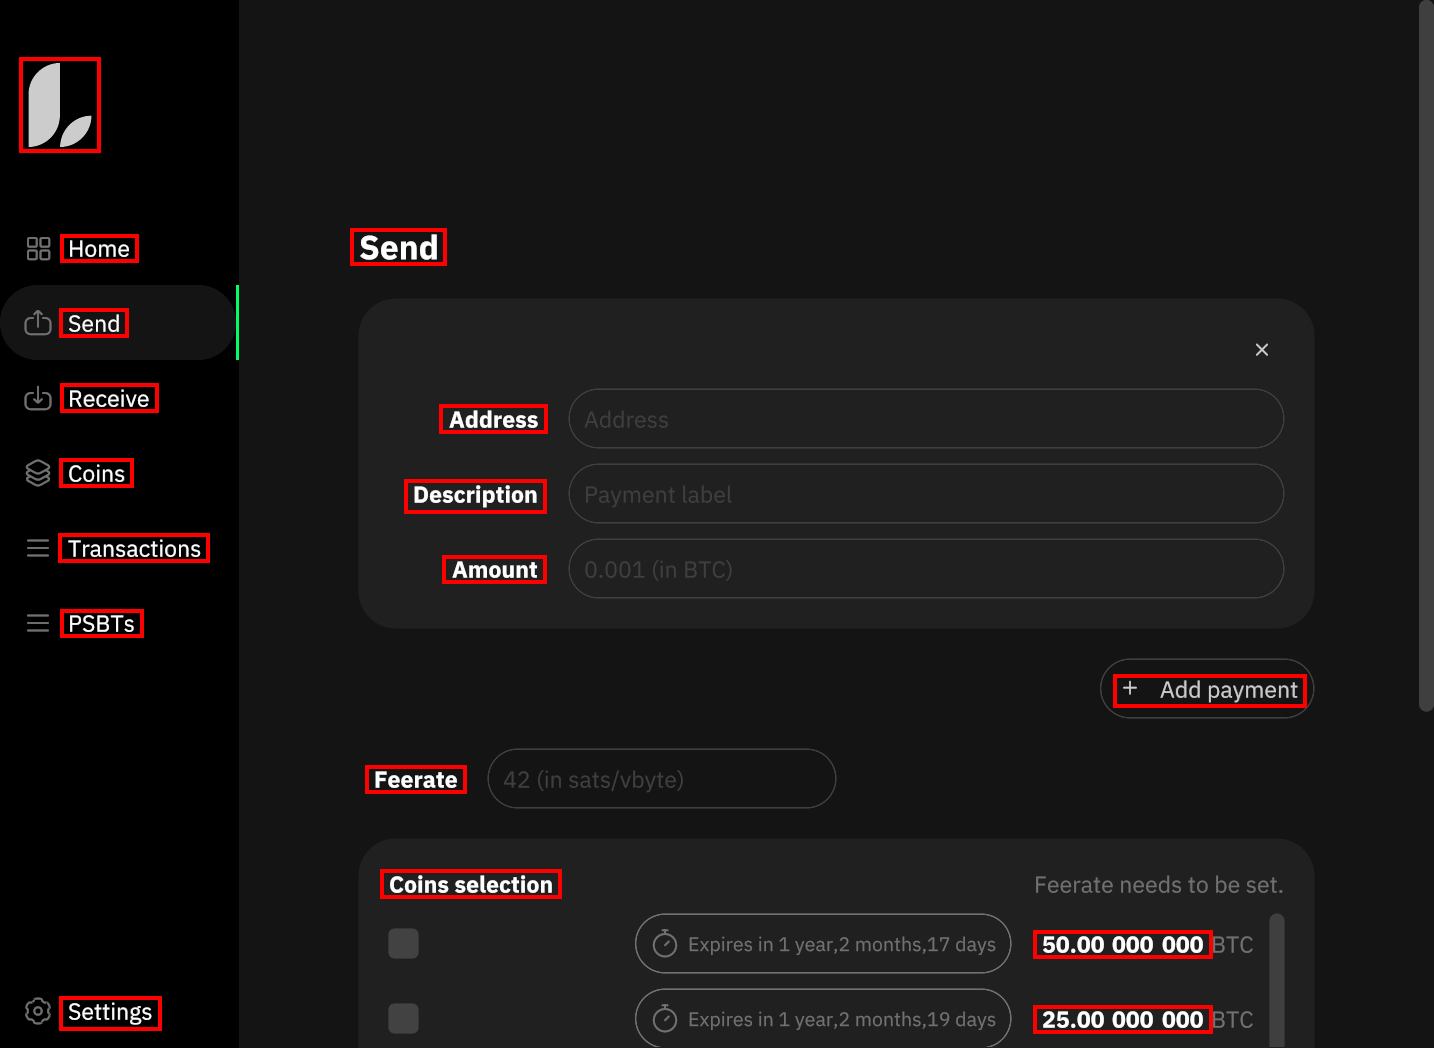 Home
Send
Receive
Coins
Transactions
PSBTs
Settings
Send
Address Address
Description Payment label
Amount 0.001 (in BTC)
+ Add payment
Feerate 42 (in sats/vbyte)
Coins selection Feerate needs to be set.
Expires in 1 year,2 months,17 days 50.00 000 000 BTC
Expires in 1 year,2 months,19 days 25.00 000 000 BTC